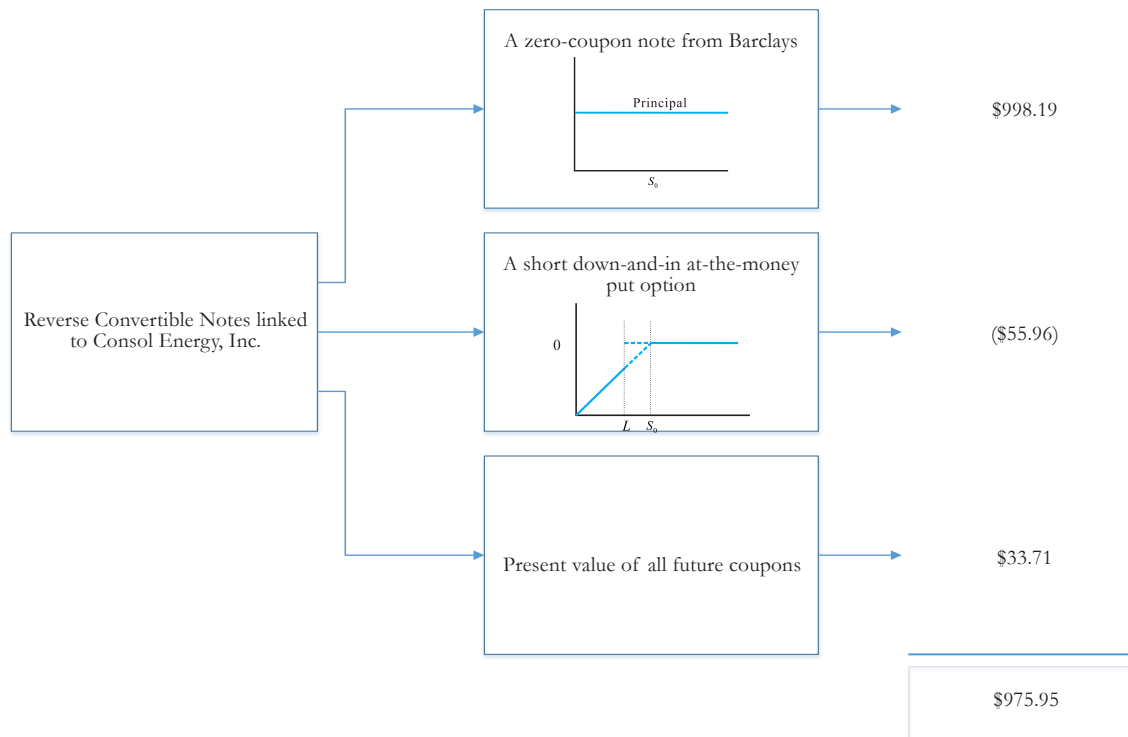 A zero-coupon note from Barclays
Principal
S₀
$998.19
Reverse Convertible Notes linked
to Consol Energy, Inc.
A short down-and-in at-the-money
put option
0
L S₀
($55.96)
Present value of all future coupons
$33.71
$975.95